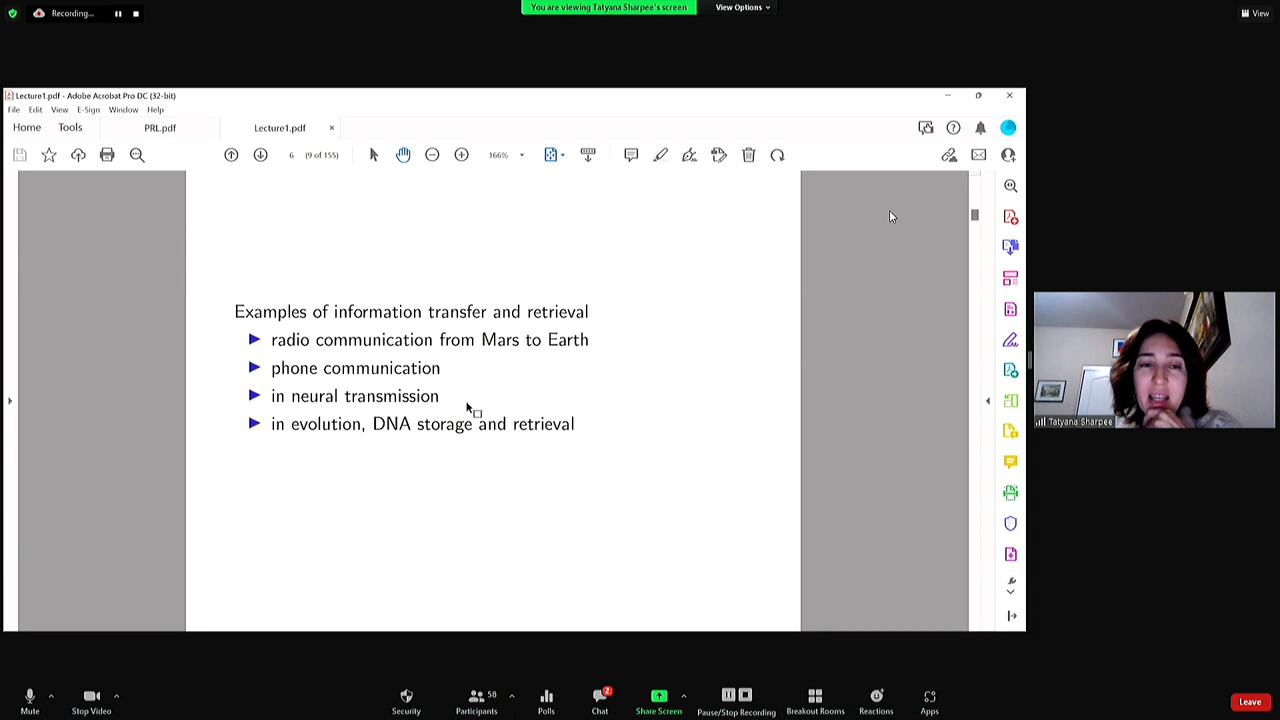 Recording...
You are viewing Tatyana Sharpee's screen
View Options
View
Lecture1.pdf - Adobe Acrobat Pro DC (32-bit)
File Edit View E-Sign Window Help
Home Tools PRL.pdf Lecture1.pdf ×
6 (9 of 155) 166%
Examples of information transfer and retrieval
radio communication from Mars to Earth
phone communication
in neural transmission
in evolution, DNA storage and retrieval
Tatyana Sharpee
Mute Stop Video Security Participants 58 Polls Chat 2 Share Screen Pause/Stop Recording Breakout Rooms Reactions Apps Leave